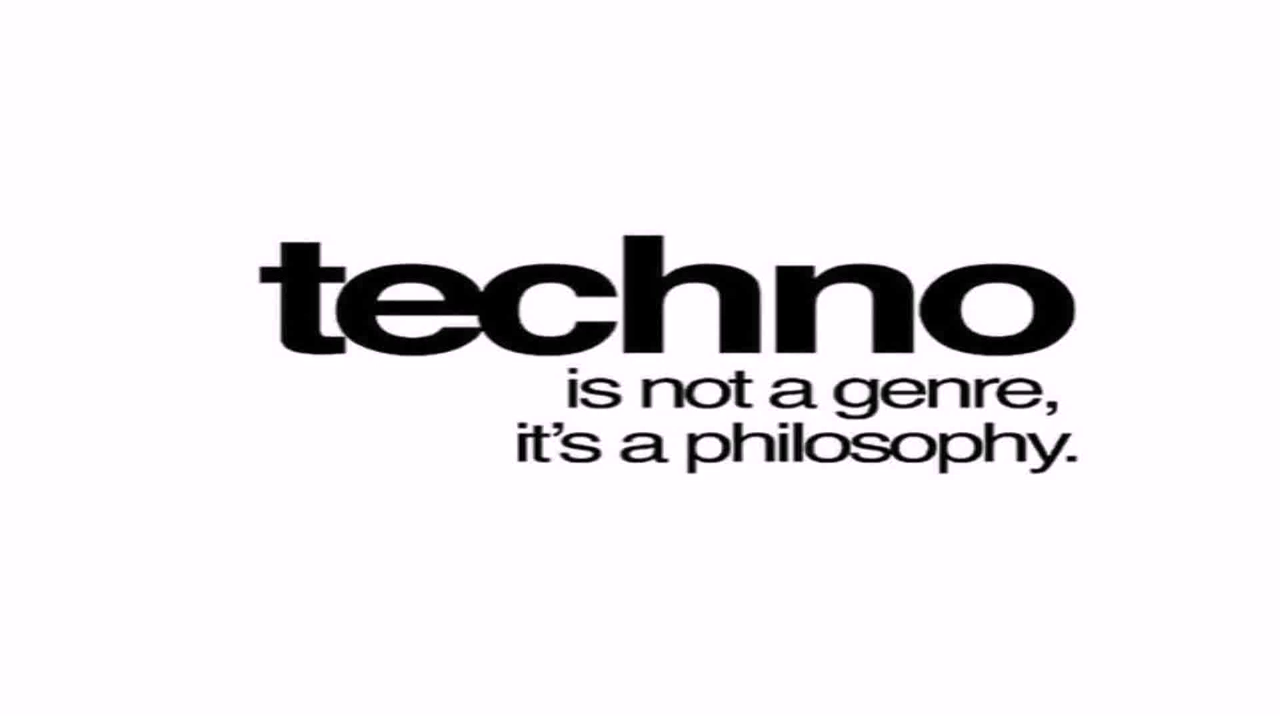 techno
is not a genre,
it's a philosophy.